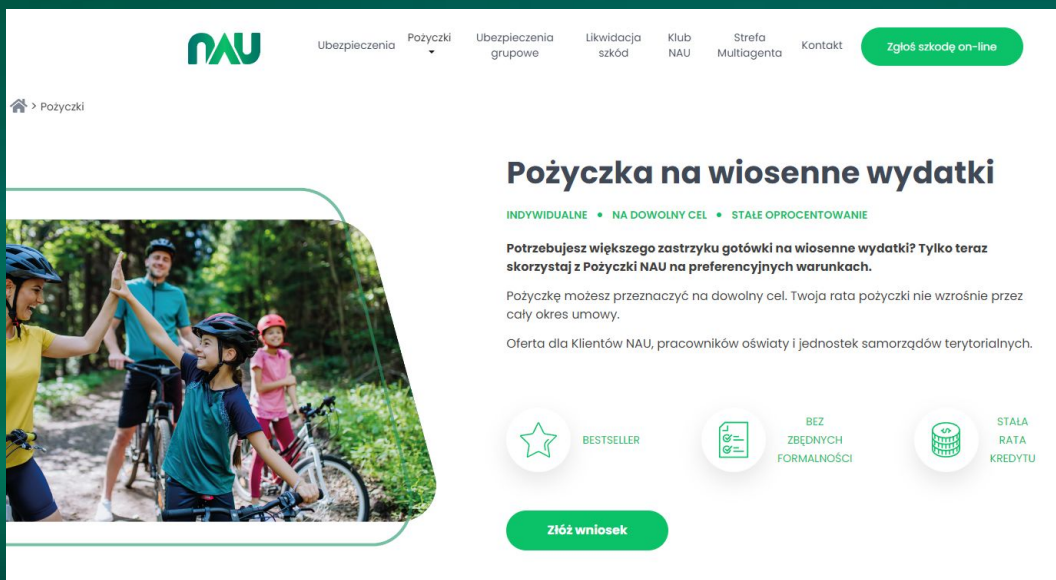 NAU
Ubezpieczenia
Pożyczki
Ubezpieczenia
grupowe
Likwidacja
szkód
Klub
NAU
Strefa
Multiagenta
Kontakt
Zgłoś szkodę on-line
> Pożyczki
Pożyczka na wiosenne wydatki
INDYWIDUALNE • NA DOWOLNY CEL • STAŁE OPROCENTOWANIE
Potrzebujesz większego zastrzyku gotówki na wiosenne wydatki? Tylko teraz
skorzystaj z Pożyczki NAU na preferencyjnych warunkach.
Pożyczkę możesz przeznaczyć na dowolny cel. Twoja rata pożyczki nie wzrośnie przez
cały okres umowy.
Oferta dla Klientów NAU, pracowników oświaty i jednostek samorządów terytorialnych.
BESTSELLER
BEZ
ZBĘDNYCH
FORMALNOŚCI
STAŁA
RATA
KREDYTU
Złóż wniosek